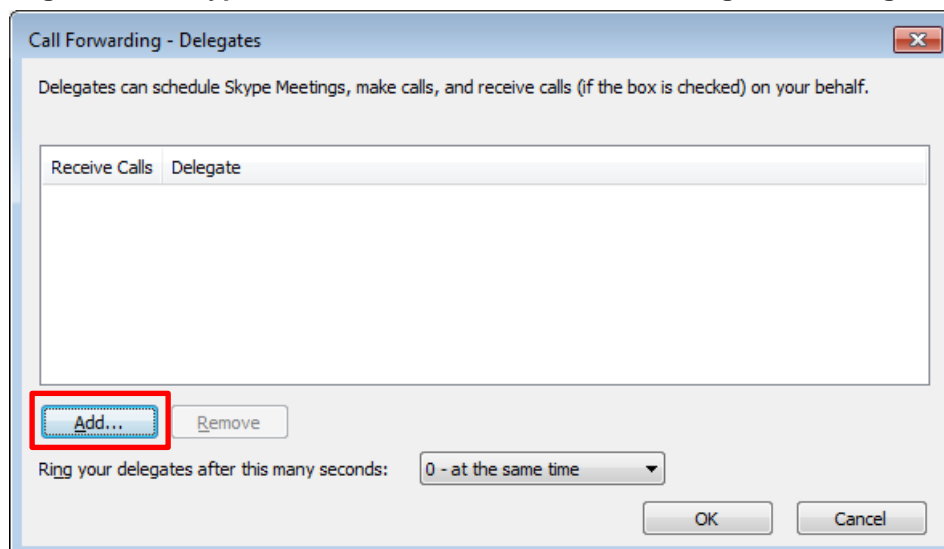 Call Forwarding - Delegates
Delegates can schedule Skype Meetings, make calls, and receive calls (if the box is checked) on your behalf.
Receive Calls Delegate
Add... Remove
Ring your delegates after this many seconds: 0 - at the same time
OK Cancel